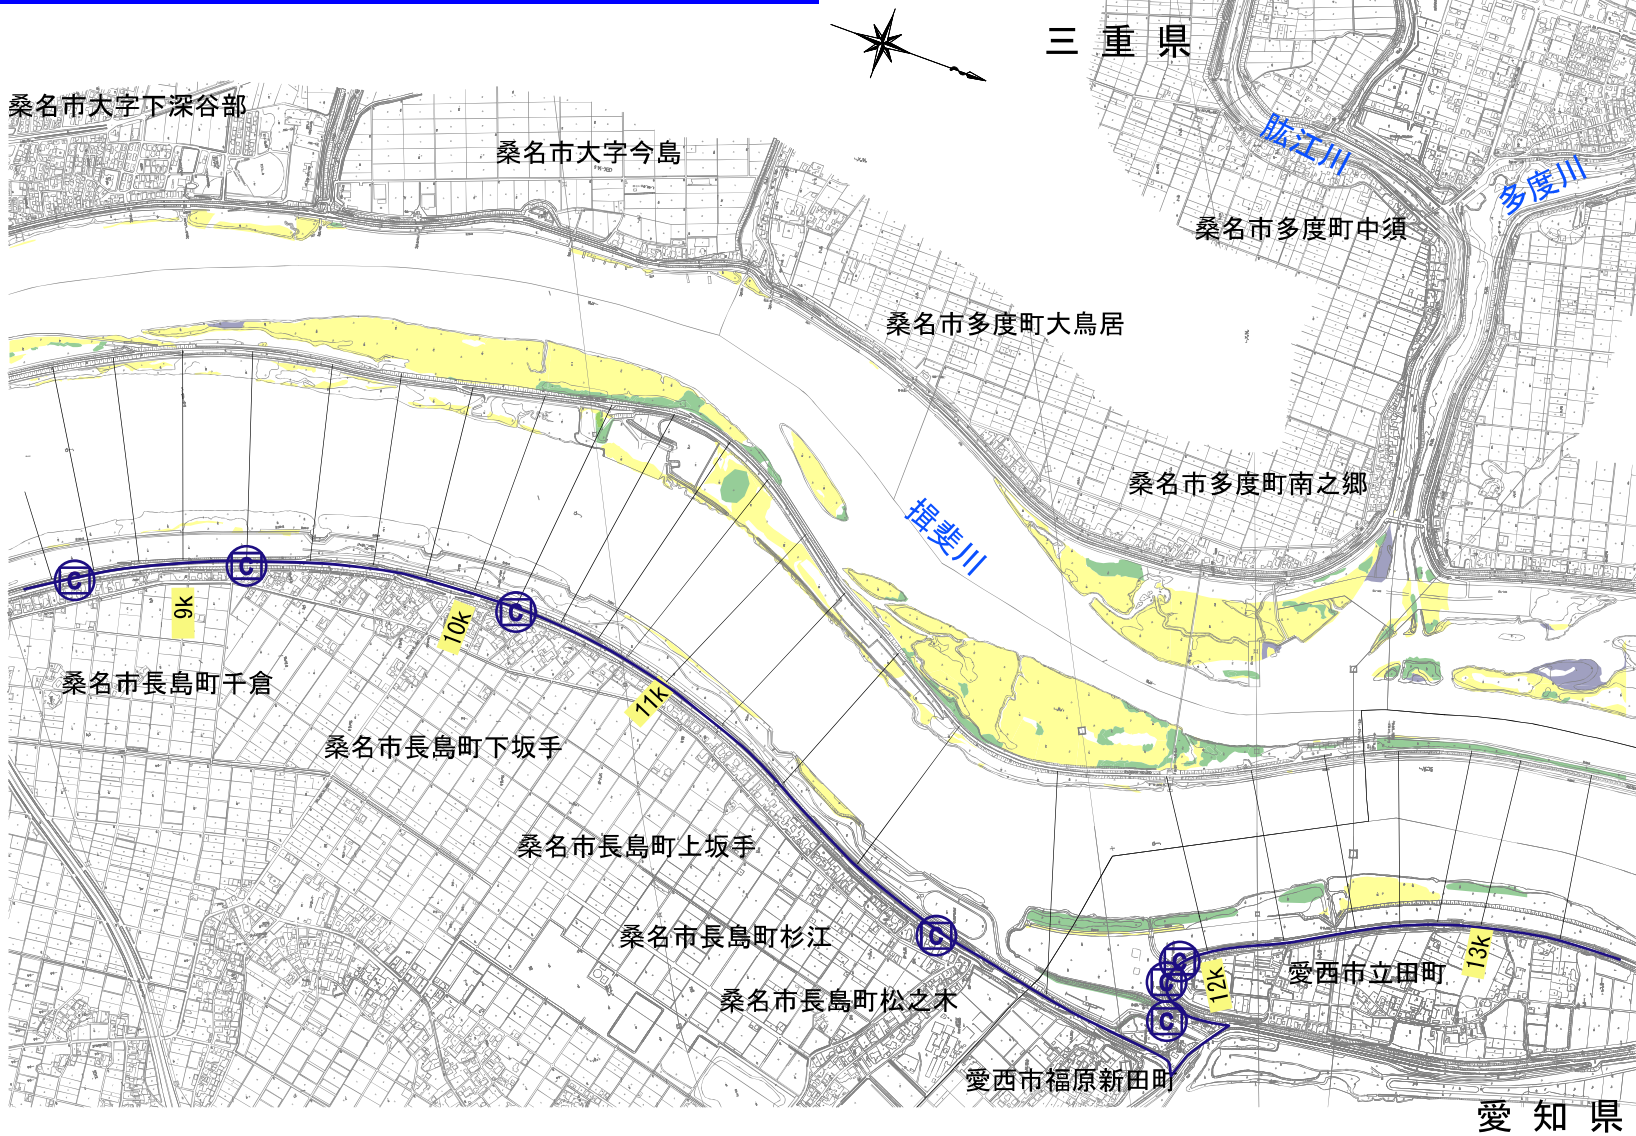 三重県
桑名市大字下深谷部
桑名市大字今島
肱江川
多度川
桑名市多度町中須
桑名市多度町大鳥居
桑名市多度町南之郷
揖斐川
C
C
9k
C
10k
桑名市長島町千倉
11k
桑名市長島町下坂手
桑名市長島町上坂手
桑名市長島町杉江
C
C
C
C
12k
13k
愛西市立田町
桑名市長島町松之木
愛西市福原新田町
愛知県